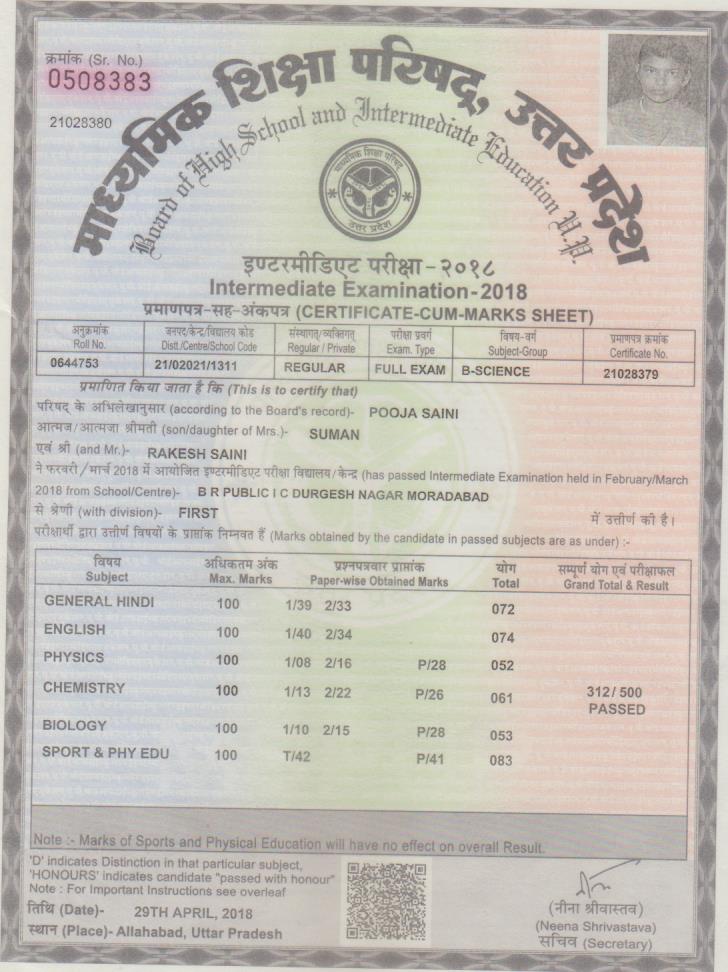 क्रमांक (Sr. No.)
0508383
21028380
माध्यमिक शिक्षा परिषद्, उत्तर प्रदेश
Board of High School and Intermediate Education U.P.
माध्यमिक शिक्षा परिषद्
उत्तर प्रदेश
इण्टरमीडिएट परीक्षा-२०१८
Intermediate Examination-2018
प्रमाणपत्र-सह-अंकपत्र (CERTIFICATE-CUM-MARKS SHEET)
अनुक्रमांक जनपद/केन्द्र/विद्यालय कोड संस्थागत/व्यक्तिगत परीक्षा प्रवर्ग विषय-वर्ग प्रमाणपत्र क्रमांक
Roll No. Distt./Centre/School Code Regular / Private Exam. Type Subject-Group Certificate No.
0644753 21/02021/1311 REGULAR FULL EXAM B-SCIENCE 21028379
प्रमाणित किया जाता है कि (This is to certify that)
परिषद के अभिलेखानुसार (according to the Board's record)- POOJA SAINI
आत्मज/आत्मजा श्रीमती (son/daughter of Mrs.)- SUMAN
एवं श्री (and Mr.)- RAKESH SAINI
ने फरवरी/मार्च 2018 में आयोजित इण्टरमीडिएट परीक्षा विद्यालय/केन्द्र (has passed Intermediate Examination held in February/March
2018 from School/Centre)- B R PUBLIC I C DURGESH NAGAR MORADABAD
से श्रेणी (with division)- FIRST में उत्तीर्ण की है।
परीक्षार्थी द्वारा उत्तीर्ण विषयों के प्राप्तांक निम्नवत हैं (Marks obtained by the candidate in passed subjects are as under) :-
विषय अधिकतम अंक प्रश्नपत्रवार प्राप्तांक योग सम्पूर्ण योग एवं परीक्षाफल
Subject Max. Marks Paper-wise Obtained Marks Total Grand Total & Result
GENERAL HINDI 100 1/39 2/33 072
ENGLISH 100 1/40 2/34 074
PHYSICS 100 1/08 2/16 P/28 052
CHEMISTRY 100 1/13 2/22 P/26 061 312/500
PASSED
BIOLOGY 100 1/10 2/15 P/28 053
SPORT & PHY EDU 100 T/42 P/41 083
Note :- Marks of Sports and Physical Education will have no effect on overall Result.
'D' indicates Distinction in that particular subject,
'HONOURS' indicates candidate "passed with honour"
Note : For Important Instructions see overleaf
तिथि (Date)- 29TH APRIL, 2018
स्थान (Place)- Allahabad, Uttar Pradesh
(नीना श्रीवास्तव)
(Neena Shrivastava)
सचिव (Secretary)